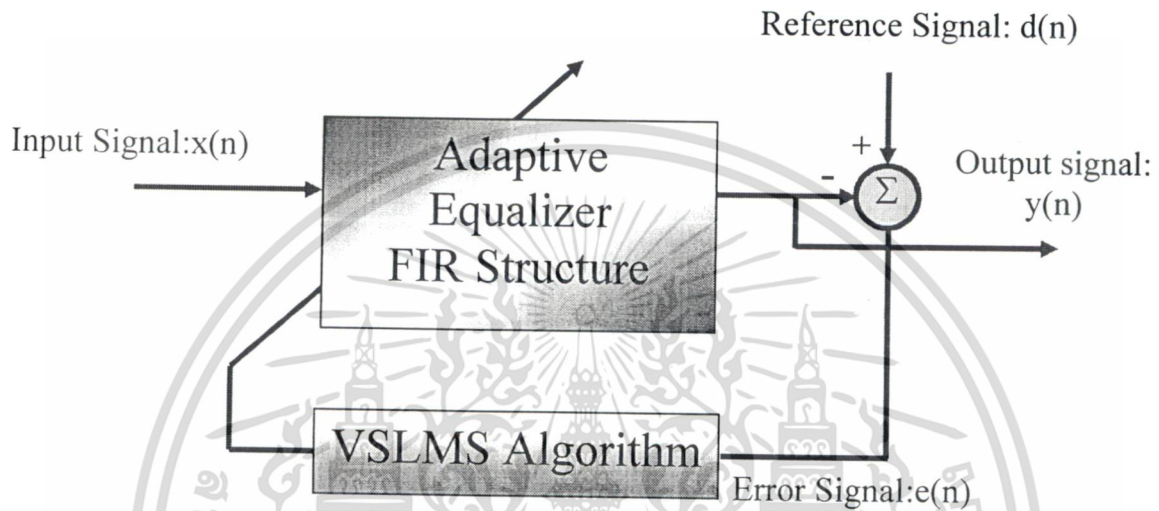 Reference Signal: d(n)
Input Signal:x(n)
Adaptive
Equalizer
FIR Structure
+
-
Σ
Output signal:
y(n)
VSLMS Algorithm
Error Signal:e(n)